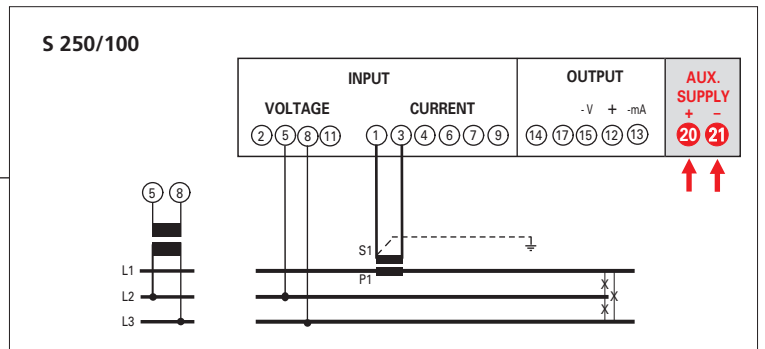 S 250/100
INPUT
OUTPUT
AUX.
SUPPLY
VOLTAGE
CURRENT
- V + -mA
+ −
2 5 8 11
1 3 4 6 7 9
14 17 15 12 13
20 21
5 8
S1
P1
L1
L2
L3
X
X
X